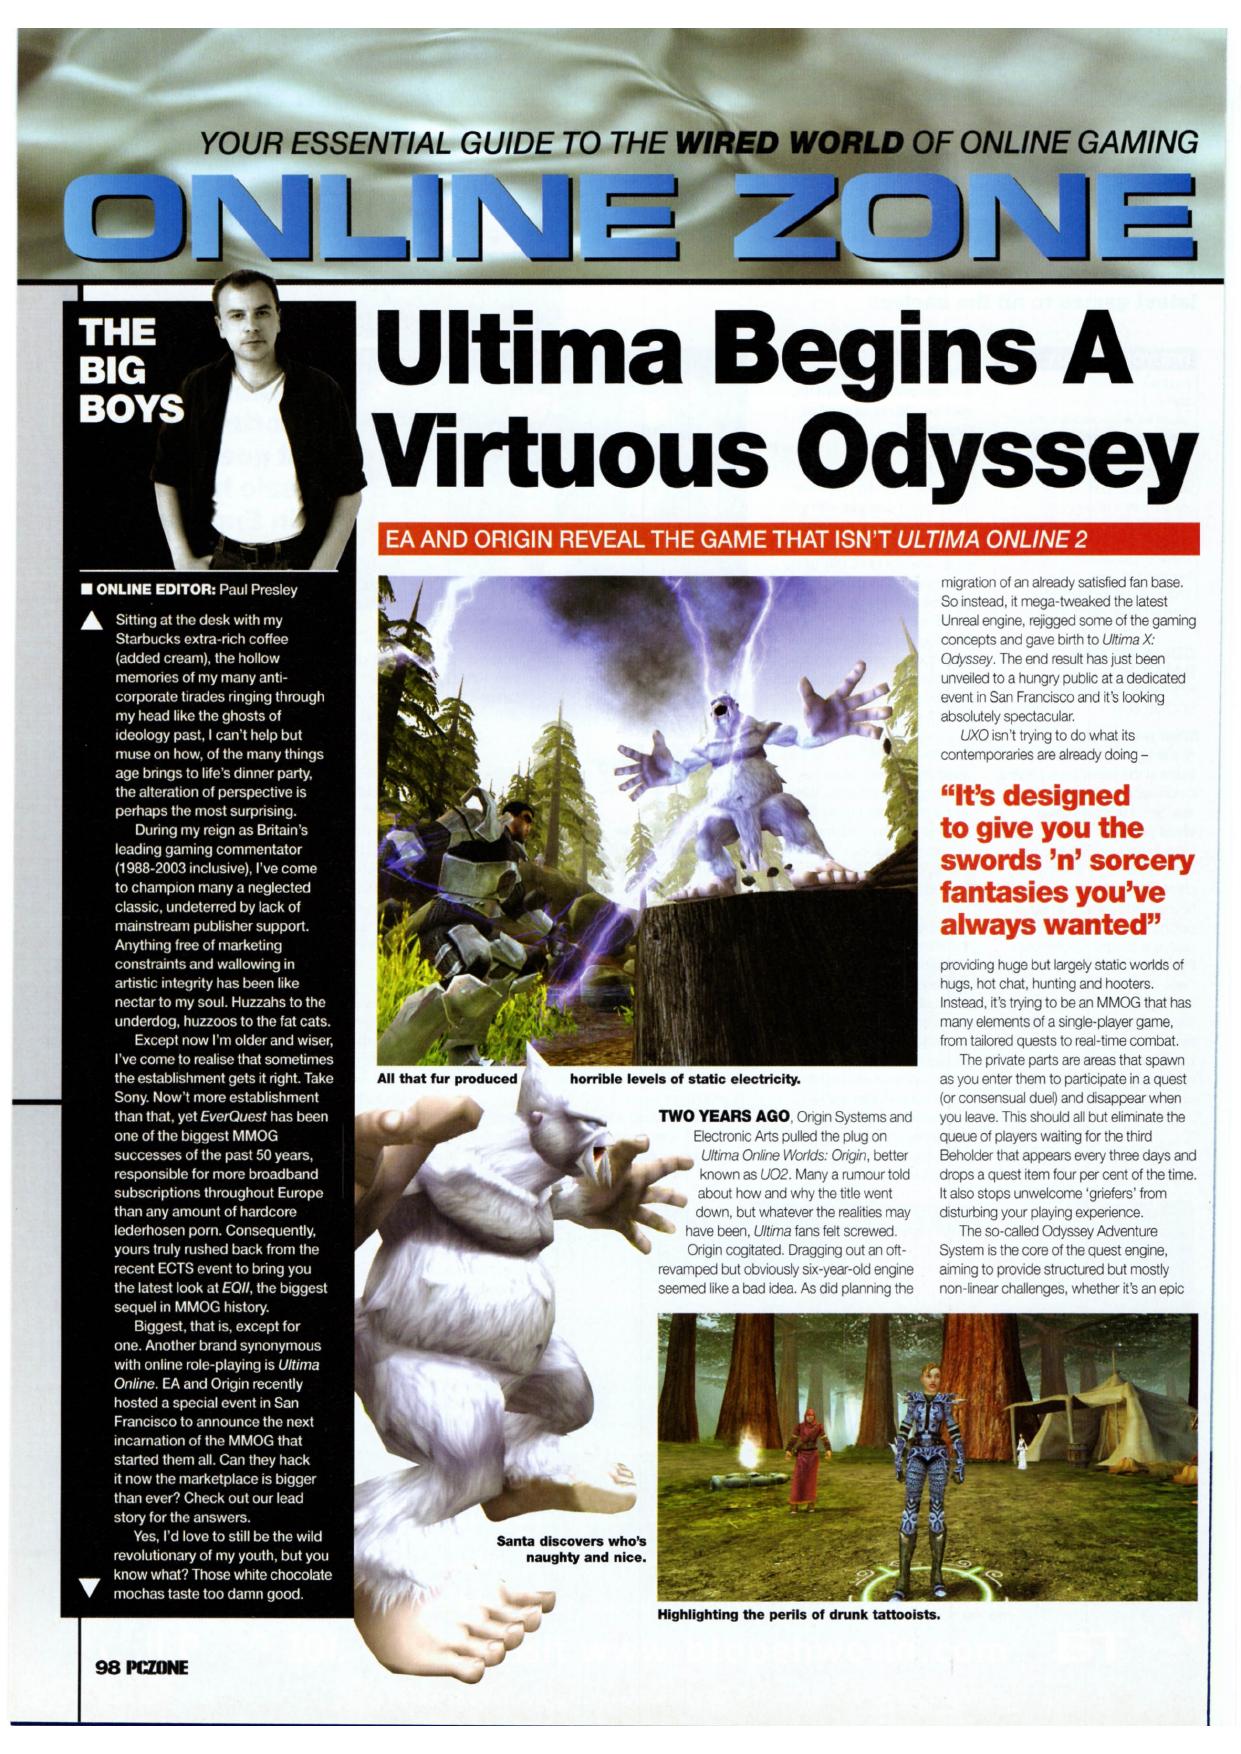 YOUR ESSENTIAL GUIDE TO THE WIRED WORLD OF ONLINE GAMING
ONLINE ZONE
THE
BIG
BOYS
■ ONLINE EDITOR: Paul Presley
Sitting at the desk with my
Starbucks extra-rich coffee
(added cream), the hollow
memories of my many anti-
corporate tirades ringing through
my head like the ghosts of
ideology past, I can't help but
muse on how, of the many things
age brings to life's dinner party,
the alteration of perspective is
perhaps the most surprising.
During my reign as Britain's
leading gaming commentator
(1988-2003 inclusive), I've come
to champion many a neglected
classic, undeterred by lack of
mainstream publisher support.
Anything free of marketing
constraints and wallowing in
artistic integrity has been like
nectar to my soul. Huzzahs to the
underdog, huzzoos to the fat cats.
Except now I'm older and wiser,
I've come to realise that sometimes
the establishment gets it right. Take
Sony. Now't more establishment
than that, yet EverQuest has been
one of the biggest MMOG
successes of the past 50 years,
responsible for more broadband
subscriptions throughout Europe
than any amount of hardcore
lederhosen porn. Consequently,
yours truly rushed back from the
recent ECTS event to bring you
the latest look at EQII, the biggest
sequel in MMOG history.
Biggest, that is, except for
one. Another brand synonymous
with online role-playing is Ultima
Online. EA and Origin recently
hosted a special event in San
Francisco to announce the next
incarnation of the MMOG that
started them all. Can they hack
it now the marketplace is bigger
than ever? Check out our lead
story for the answers.
Yes, I'd love to still be the wild
revolutionary of my youth, but you
know what? Those white chocolate
mochas taste too damn good.
Ultima Begins A
Virtuous Odyssey
EA AND ORIGIN REVEAL THE GAME THAT ISN'T ULTIMA ONLINE 2
All that fur produced horrible levels of static electricity.
TWO YEARS AGO, Origin Systems and
Electronic Arts pulled the plug on
Ultima Online Worlds: Origin, better
known as UO2. Many a rumour told
about how and why the title went
down, but whatever the realities may
have been, Ultima fans felt screwed.
Origin cogitated. Dragging out an oft-
revamped but obviously six-year-old engine
seemed like a bad idea. As did planning the
migration of an already satisfied fan base.
So instead, it mega-tweaked the latest
Unreal engine, rejigged some of the gaming
concepts and gave birth to Ultima X:
Odyssey. The end result has just been
unveiled to a hungry public at a dedicated
event in San Francisco and it's looking
absolutely spectacular.
UXO isn't trying to do what its
contemporaries are already doing –
"It's designed
to give you the
swords 'n' sorcery
fantasies you've
always wanted"
providing huge but largely static worlds of
hugs, hot chat, hunting and hooters.
Instead, it's trying to be an MMOG that has
many elements of a single-player game,
from tailored quests to real-time combat.
The private parts are areas that spawn
as you enter them to participate in a quest
(or consensual duel) and disappear when
you leave. This should all but eliminate the
queue of players waiting for the third
Beholder that appears every three days and
drops a quest item four per cent of the time.
It also stops unwelcome 'griefers' from
disturbing your playing experience.
The so-called Odyssey Adventure
System is the core of the quest engine,
aiming to provide structured but mostly
non-linear challenges, whether it's an epic
Santa discovers who's
naughty and nice.
Highlighting the perils of drunk tattooists.
98 PCZONE